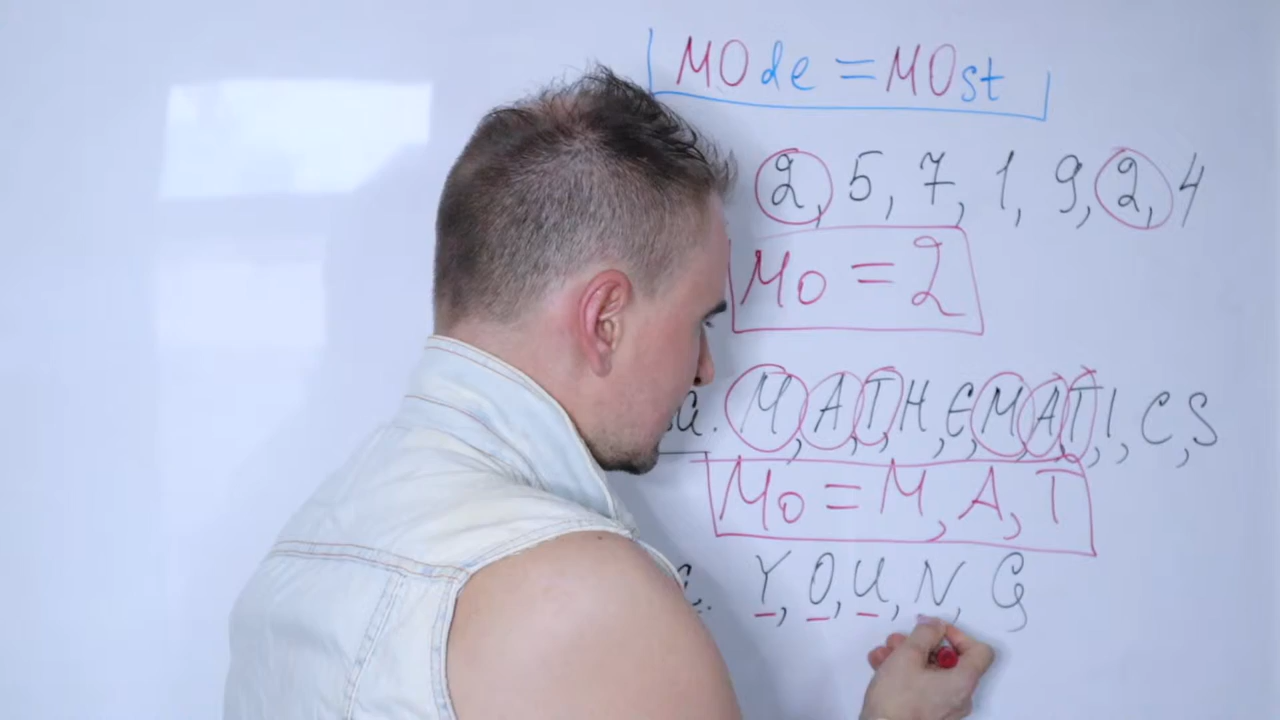 MOde = MOst
2, 5, 7, 1, 9, 2, 4
Mo = 2
a. M, A, T, H, E, M, A, T, I, C, S
Mo = M, A, T
Y, O, U, N, G